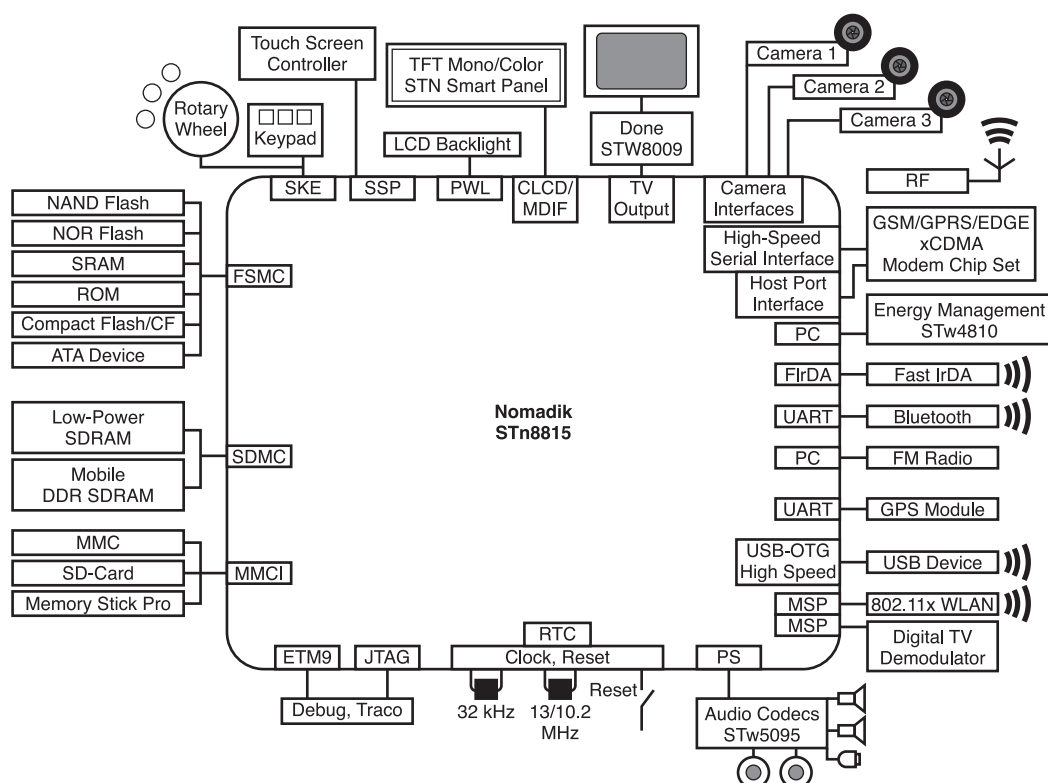 Touch Screen
Controller
TFT Mono/Color
STN Smart Panel
Camera 1
Camera 2
Camera 3
Rotary
Wheel
Keypad
LCD Backlight
Done
STW8009
RF
SKE
SSP
PWL
CLCD/
MDIF
TV
Output
Camera
Interfaces
NAND Flash
NOR Flash
SRAM
ROM
Compact Flash/CF
ATA Device
FSMC
High-Speed
Serial Interface
Host Port
Interface
GSM/GPRS/EDGE
xCDMA
Modem Chip Set
PC
Energy Management
STw4810
FIrDA
Fast IrDA
Nomadik
STn8815
UART
Bluetooth
Low-Power
SDRAM
Mobile
DDR SDRAM
SDMC
PC
FM Radio
UART
GPS Module
MMC
SD-Card
Memory Stick Pro
MMCI
USB-OTG
High Speed
USB Device
MSP
802.11x WLAN
MSP
Digital TV
Demodulator
ETM9
JTAG
RTC
Clock, Reset
PS
Debug, Traco
32 kHz
13/10.2
MHz
Reset
Audio Codecs
STw5095